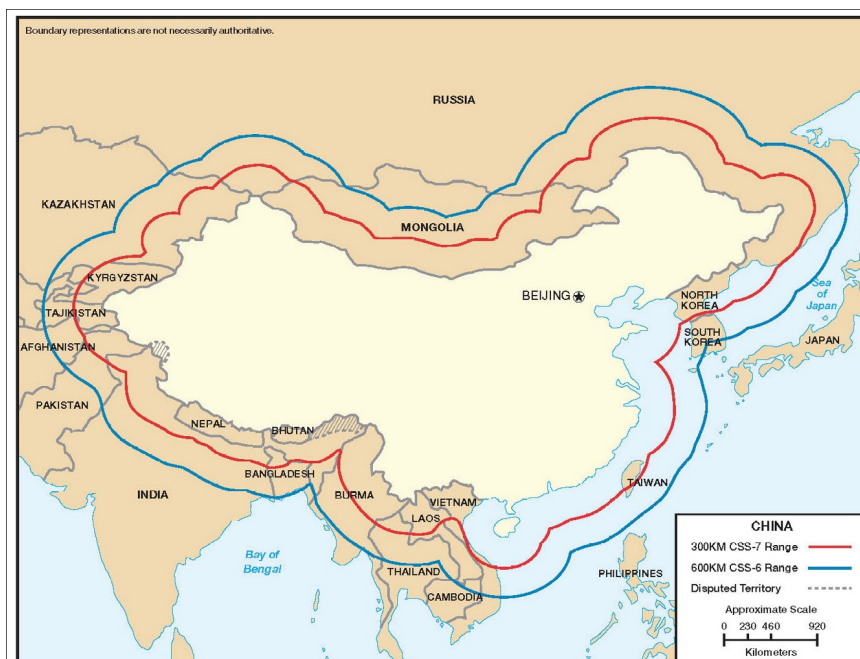 Boundary representations are not necessarily authoritative.
RUSSIA
KAZAKHSTAN
MONGOLIA
KYRGYZSTAN
BEIJING
NORTH
KOREA
Sea
of
Japan
TAJIKISTAN
SOUTH
KOREA
JAPAN
AFGHANISTAN
PAKISTAN
NEPAL
BHUTAN
BANGLADESH
INDIA
BURMA
VIETNAM
TAIWAN
LAOS
Bay of
Bengal
THAILAND
CAMBODIA
PHILIPPINES
CHINA
300KM CSS-7 Range
600KM CSS-6 Range
Disputed Territory
Approximate Scale
0 230 460 920
Kilometers